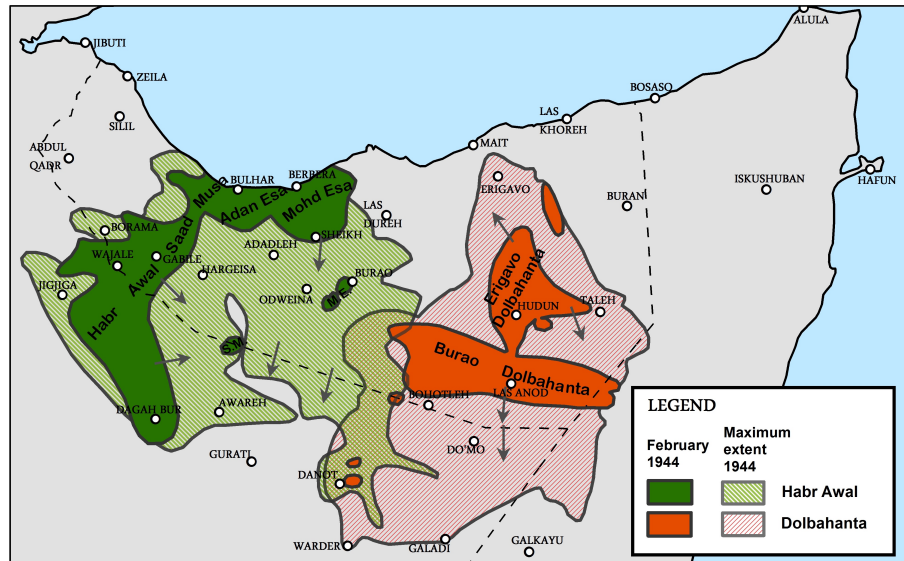 ALULA
JIBUTI
ZEILA
BOSASO
SILIL
LAS
KHOREH
ABDUL
QADR
MAIT
ERIGAVO
HAFUN
ISKUSHUBAN
BURAN
BULHAR
BERBERA
Habr Awal Saad Musa
Adan Esa
Mohd Esa
LAS
DUREH
BORAMA
SHEIKH
WAJALE
GABILE
ADADLEH
HARGEISA
BURAO
JIGJIGA
ODWEINA
M.E.
Erigavo
Dolbahanta
HUDUN
TALEH
S.M.
Burao Dolbahanta
LAS ANOD
BOHOTLEH
DAGAH BUR
AWAREH
DO'MO
GURATI
DANOT
WARDER
GALADI
GALKAYU
LEGEND
February
1944
Maximum
extent
1944
Habr Awal
Dolbahanta